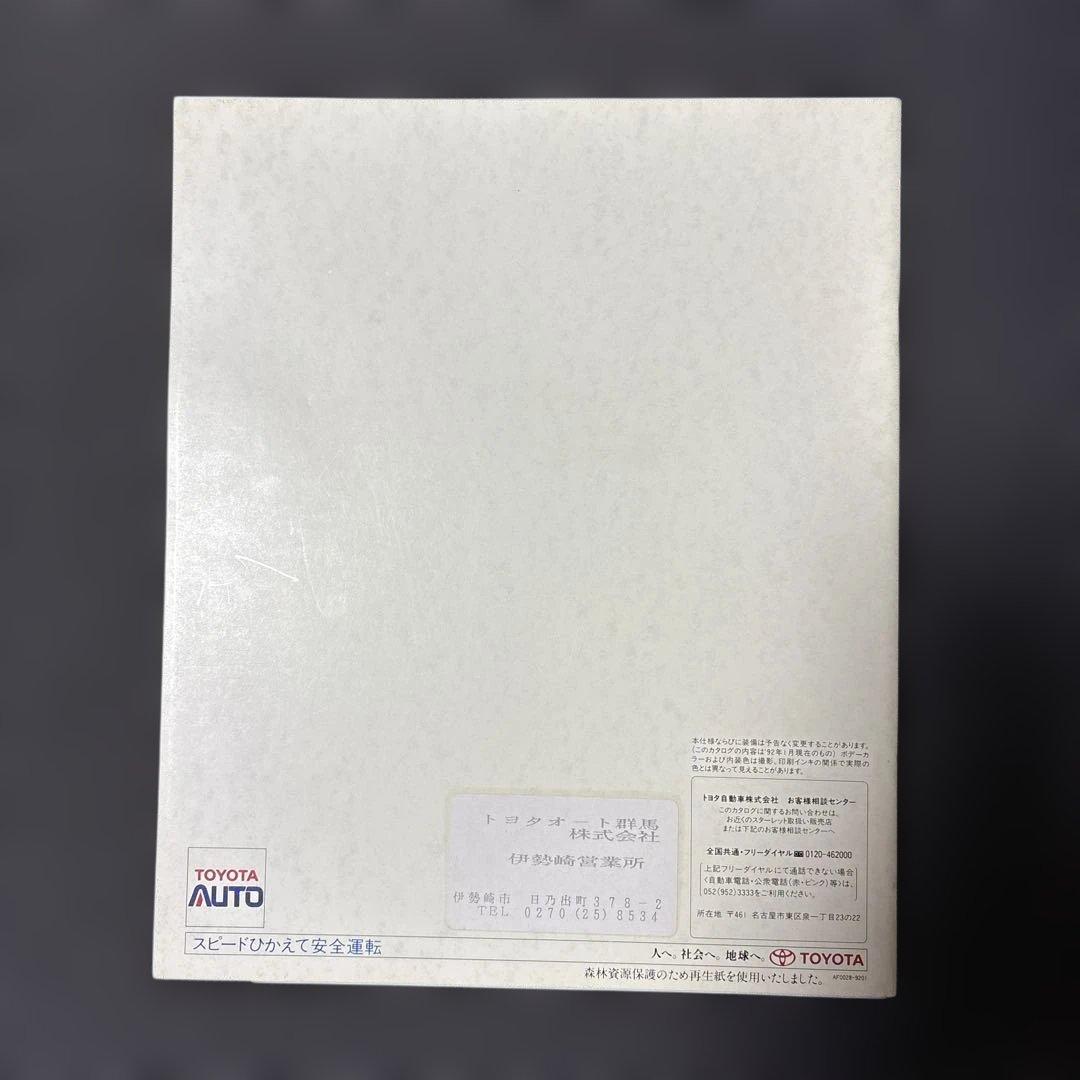 本仕様ならびに装備は予告なく変更することがあります。
(このカタログの内容は'92年1月現在のもの) ボデーカ
ラーおよび内装色は撮影、印刷インキの関係で実際の
色とは異なって見えることがあります。
トヨタ自動車株式会社 お客様相談センター
このカタログに関するお問い合わせは、
お近くのスターレット取扱い販売店
または下記のお客様相談センターへ
全国共通・フリーダイヤル 0120-462000
上記フリーダイヤルにて通話できない場合
〈自動車電話・公衆電話(赤・ピンク)等〉は、
052(952)3333をご利用ください。
所在地 〒461 名古屋市東区泉一丁目23の22
トヨタオート群馬
株式会社
伊勢崎営業所
伊勢崎市 日乃出町378-2
TEL 0270(25)8534
TOYOTA
AUTO
スピードひかえて安全運転
人へ。社会へ。地球へ。 TOYOTA
森林資源保護のため再生紙を使用いたしました。
AF0028-9201